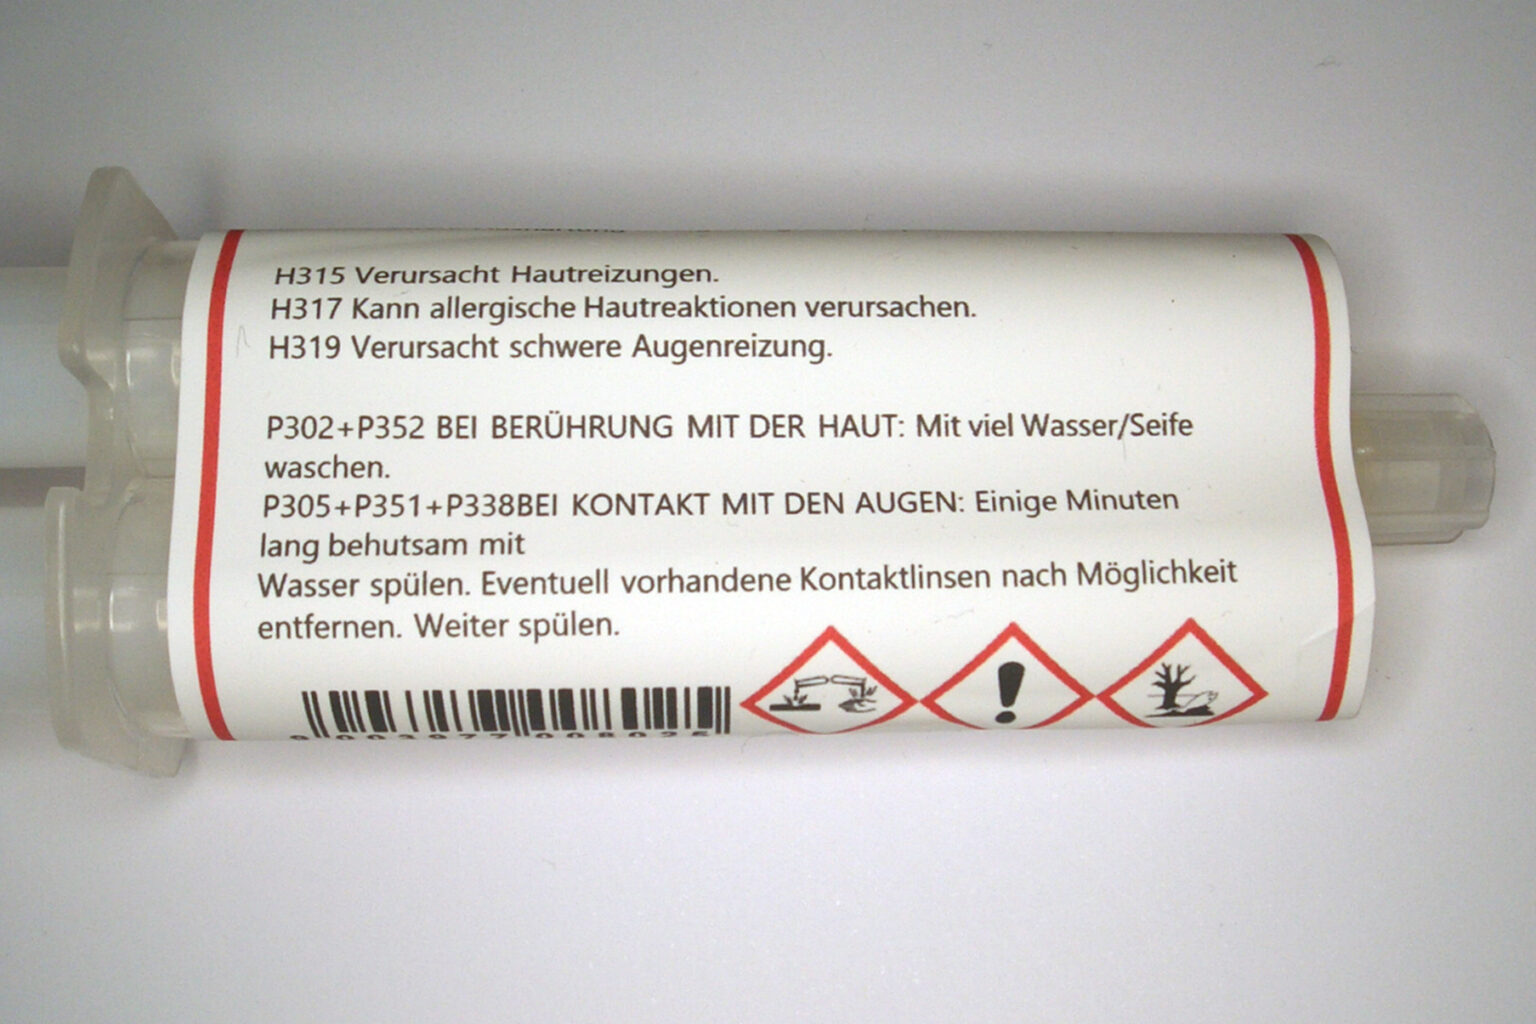 H315 Verursacht Hautreizungen.
H317 Kann allergische Hautreaktionen verursachen.
H319 Verursacht schwere Augenreizung.
P302+P352 BEI BERÜHRUNG MIT DER HAUT: Mit viel Wasser/Seife
waschen.
P305+P351+P338BEI KONTAKT MIT DEN AUGEN: Einige Minuten
lang behutsam mit
Wasser spülen. Eventuell vorhandene Kontaktlinsen nach Möglichkeit
entfernen. Weiter spülen.